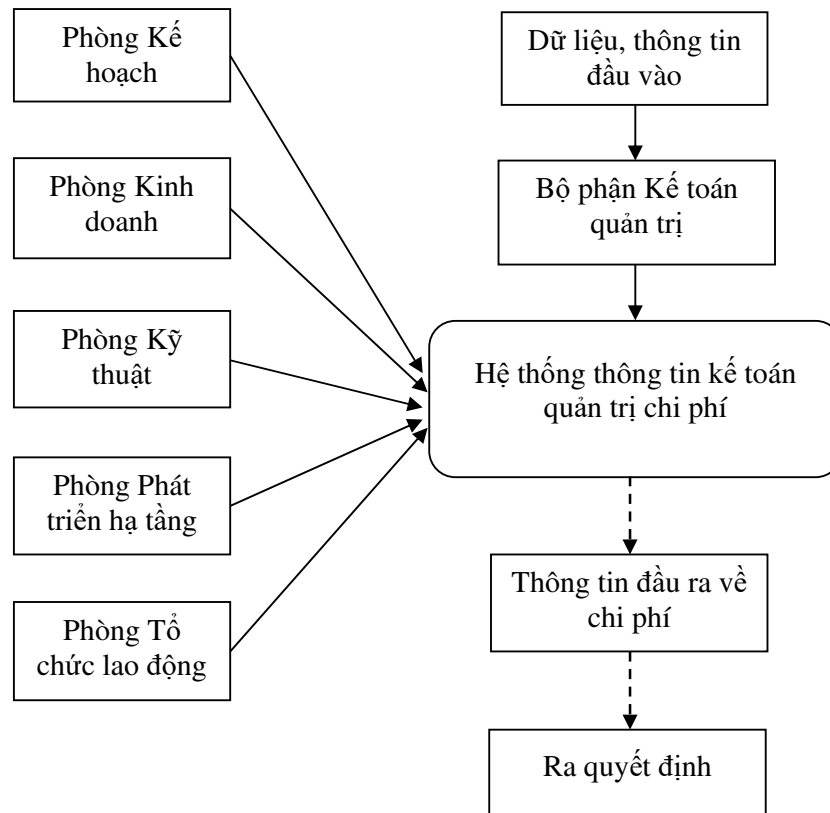 Phòng Kế
hoạch
Phòng Kinh
doanh
Phòng Kỹ
thuật
Phòng Phát
triển hạ tầng
Phòng Tổ
chức lao động
Dữ liệu, thông tin
đầu vào
Bộ phận Kế toán
quản trị
Hệ thống thông tin kế toán
quản trị chi phí
Thông tin đầu ra về
chi phí
Ra quyết định